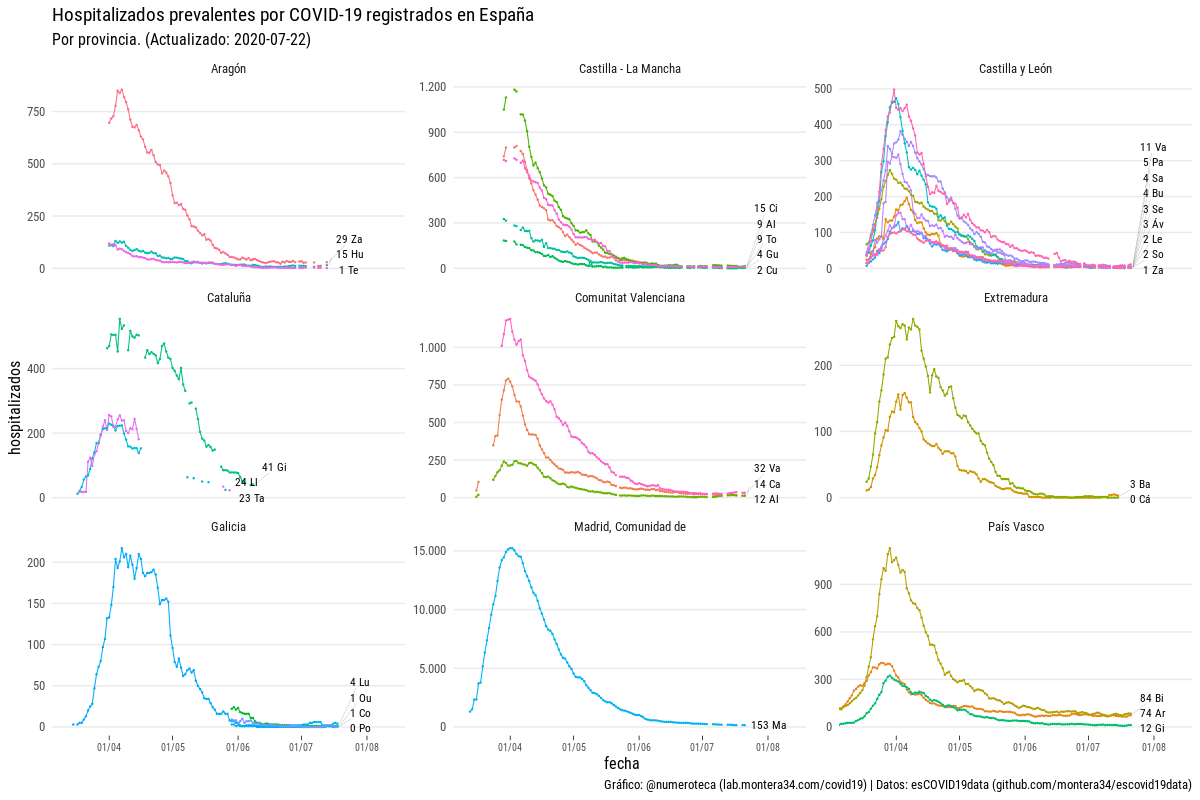 Hospitalizados prevalentes por COVID-19 registrados en España
Por provincia. (Actualizado: 2020-07-22)
hospitalizados
Aragón
750
500
250
0
29 Za
15 Hu
1 Te
Castilla - La Mancha
1.200
900
600
300
0
15 Ci
9 Al
9 To
4 Gu
2 Cu
Castilla y León
500
400
300
200
100
0
11 Va
5 Pa
4 Sa
4 Bu
3 Se
3 Áv
2 Le
2 So
1 Za
Cataluña
400
200
0
41 Gi
24 Ll
23 Ta
Comunitat Valenciana
1.000
750
500
250
0
32 Va
14 Ca
12 Al
Extremadura
200
100
0
3 Ba
0 Cá
Galicia
200
150
100
50
0
4 Lu
1 Ou
1 Co
0 Po
01/04
01/05
01/06
01/07
01/08
Madrid, Comunidad de
15.000
10.000
5.000
0
153 Ma
01/04
01/05
01/06
01/07
01/08
País Vasco
900
600
300
0
84 Bi
74 Ar
12 Gi
01/04
01/05
01/06
01/07
01/08
fecha
Gráfico: @numeroteca (lab.montera34.com/covid19) | Datos: esCOVID19data (github.com/montera34/escovid19data)